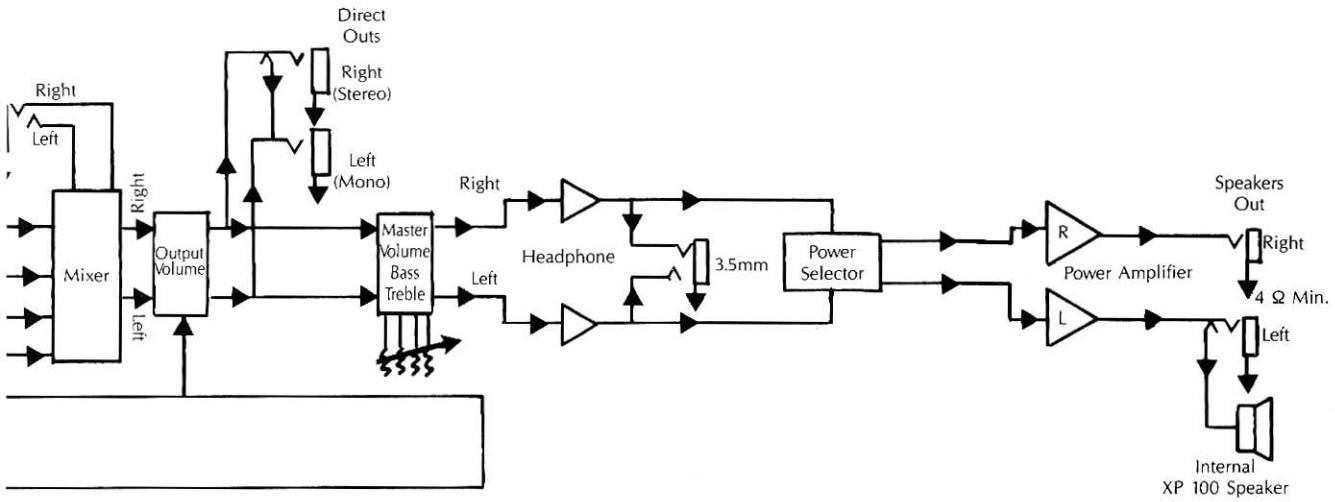 Direct
Outs
Right
(Stereo)
Left
(Mono)
Right
Left
Mixer
Right
Left
Output
Volume
Master
Volume
Bass
Treble
Right
Left
Headphone
3.5mm
Power
Selector
R
L
Power Amplifier
Speakers
Out
Right
4 Ω Min.
Left
Internal
XP 100 Speaker